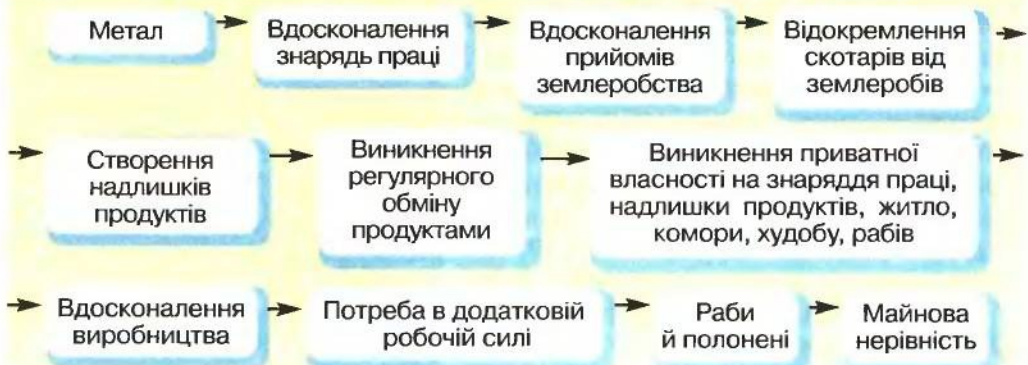 Метал
Вдосконалення
знарядь праці
Вдосконалення
прийомів
землеробства
Відокремлення
скотарів від
землеробів
Створення
надлишків
продуктів
Виникнення
регулярного
обміну
продуктами
Виникнення приватної
власності на знаряддя праці,
надлишки продуктів, житло,
комори, худобу, рабів
Вдосконалення
виробництва
Потреба в додатковій
робочій силі
Раби
й полонені
Майнова
нерівність